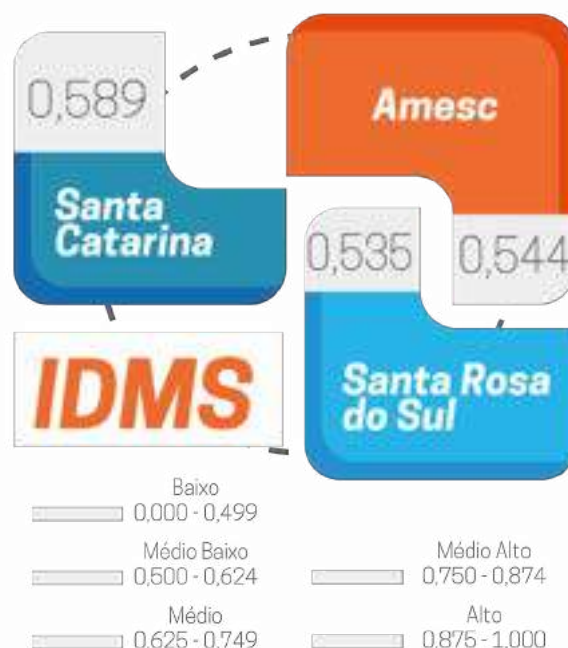 0,589
Santa
Catarina
Amesc
0,544
0,535
Santa Rosa
do Sul
IDMS
Baixo
0,000 - 0,499
Médio Baixo
0,500 - 0,624
Médio
0,625 - 0,749
Médio Alto
0,750 - 0,874
Alto
0,875 - 1,000